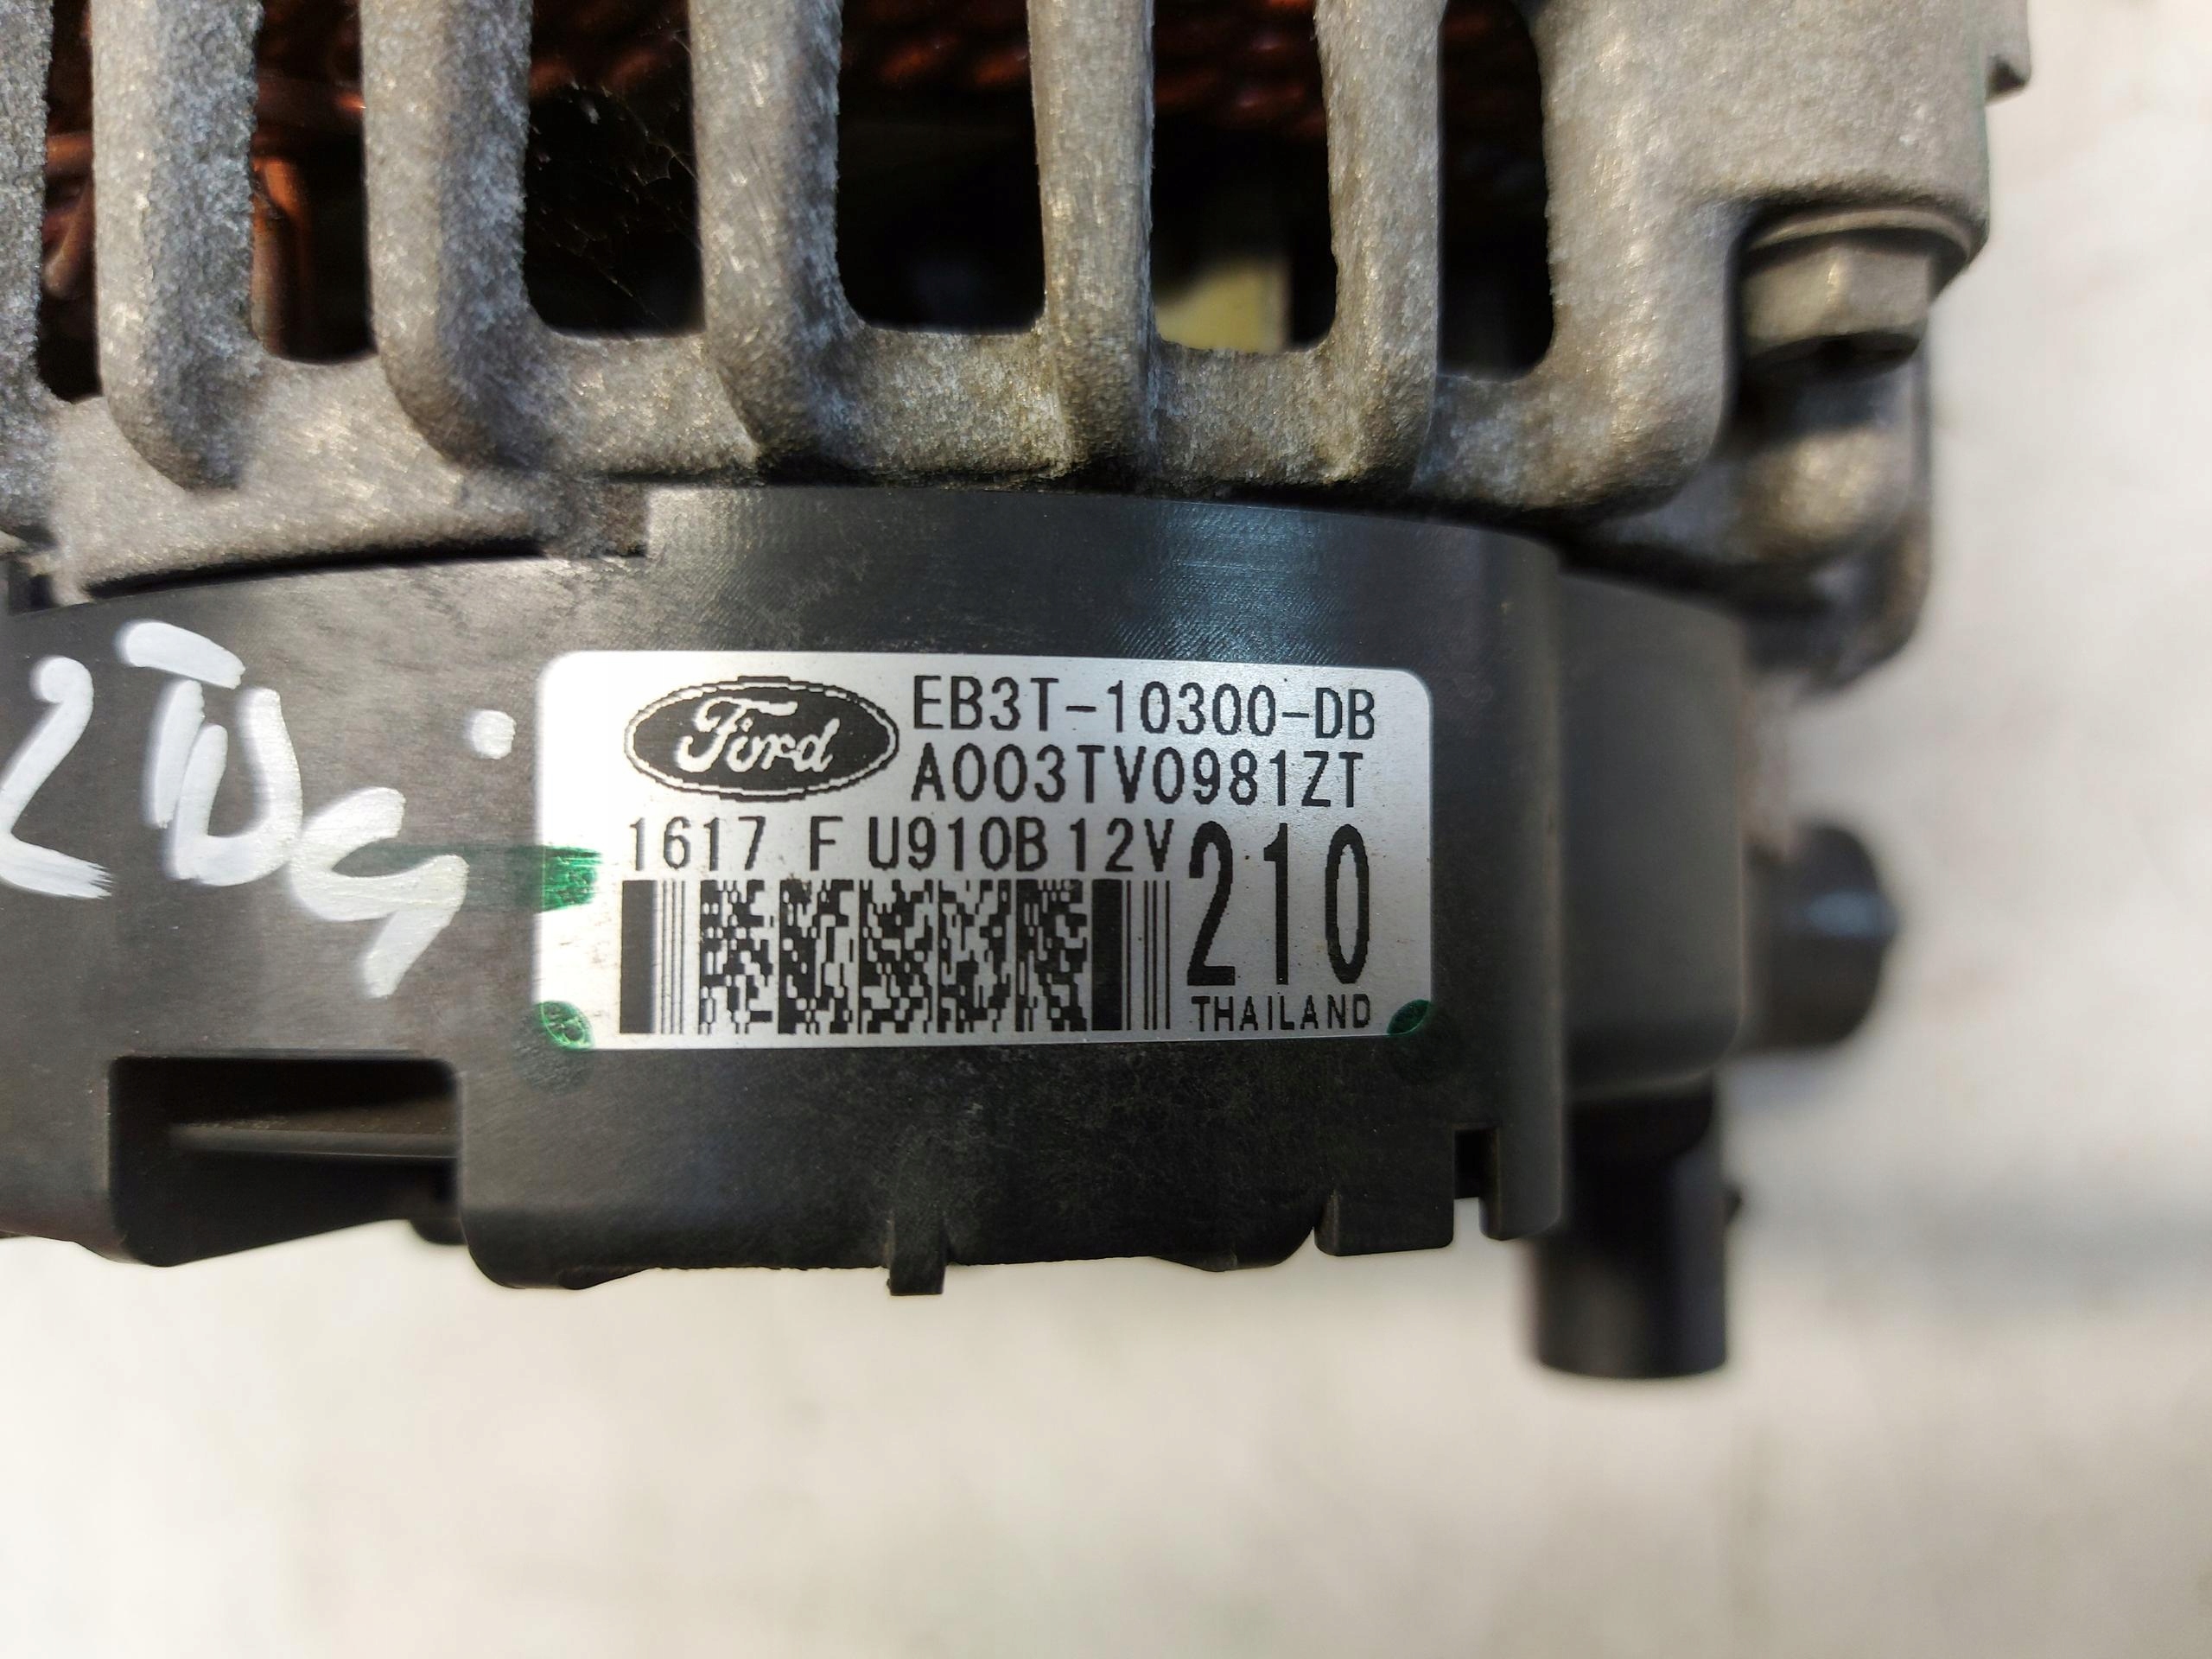 Ford
EB3T-10300-DB
A003TV0981ZT
1617 F U910B 12V
210
THAILAND